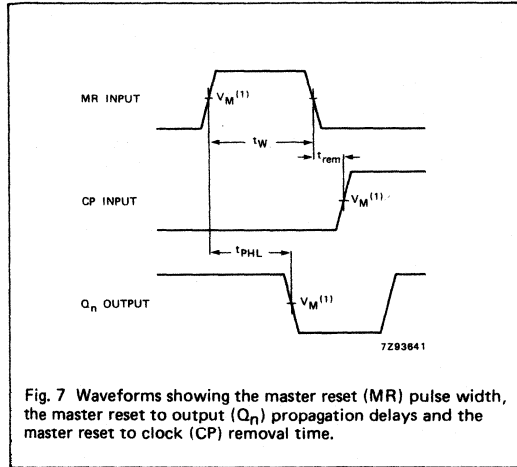 MR INPUT
V_M(1)
t_W
t_rem
CP INPUT
V_M(1)
t_PHL
Q_n OUTPUT
V_M(1)
7Z93641
Fig. 7 Waveforms showing the master reset (MR) pulse width,
the master reset to output (Q_n) propagation delays and the
master reset to clock (CP) removal time.